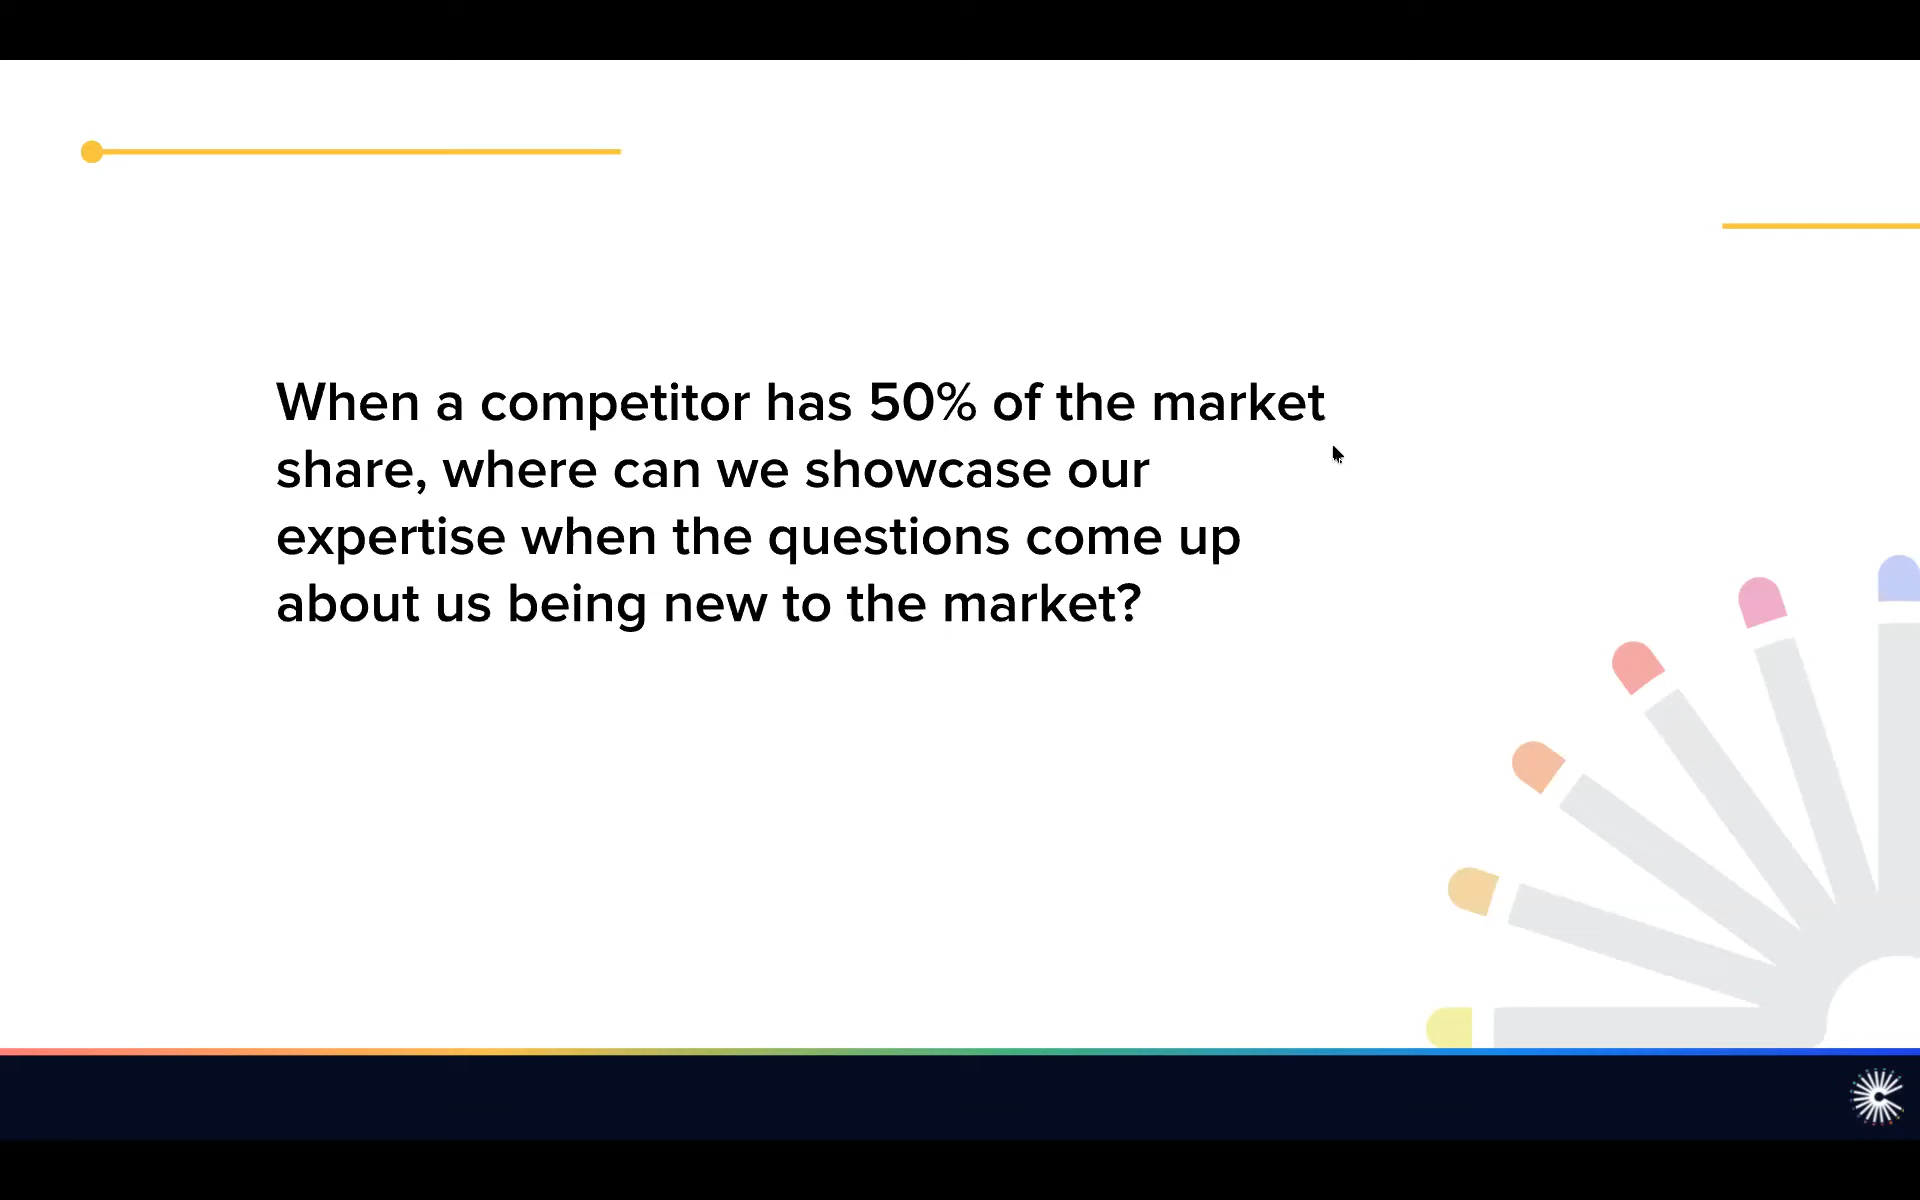 When a competitor has 50% of the market
share, where can we showcase our
expertise when the questions come up
about us being new to the market?